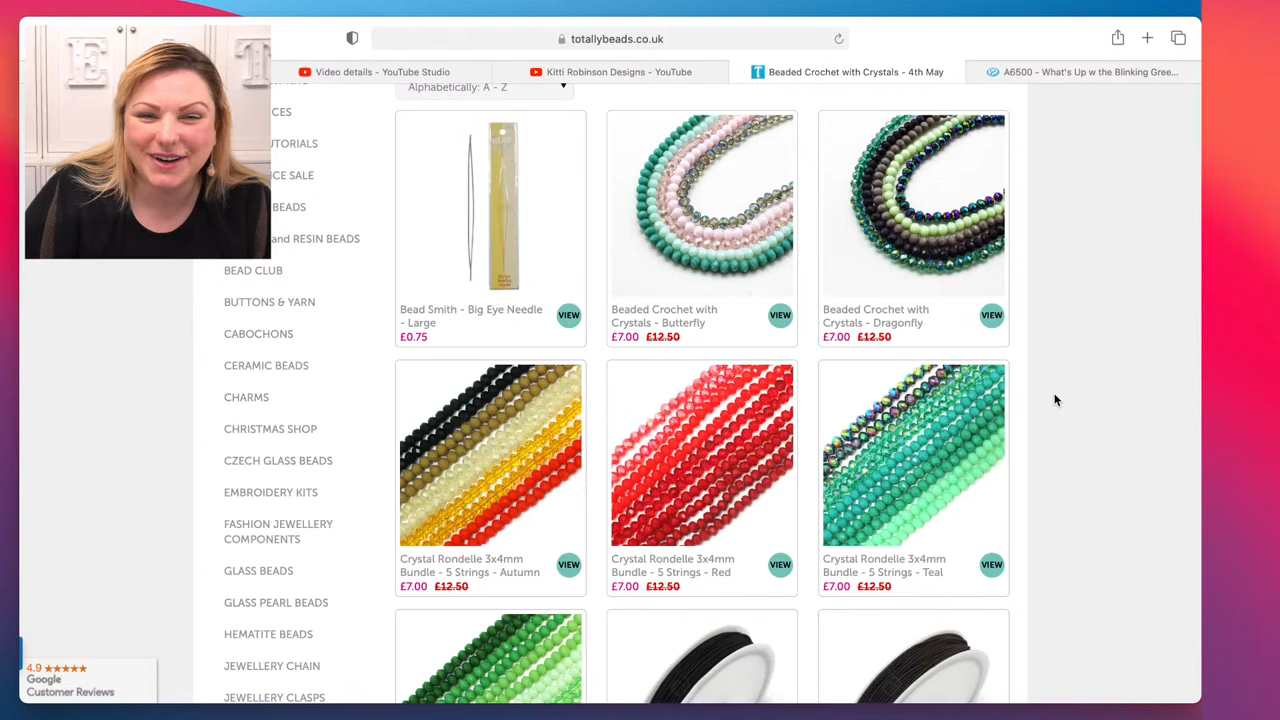 E T
totallybeads.co.uk
Video details - YouTube Studio
Kitti Robinson Designs - YouTube
Beaded Crochet with Crystals - 4th May
A6500 - What's Up w the Blinking Gree...
Alphabetically: A - Z
BEAD CLUB
BUTTONS & YARN
CABOCHONS
CERAMIC BEADS
CHARMS
CHRISTMAS SHOP
CZECH GLASS BEADS
EMBROIDERY KITS
FASHION JEWELLERY
COMPONENTS
GLASS BEADS
GLASS PEARL BEADS
HEMATITE BEADS
JEWELLERY CHAIN
JEWELLERY CLASPS
CES
UTORIALS
CE SALE
BEADS
and RESIN BEADS
Bead Smith - Big Eye Needle
- Large
VIEW
£0.75
Beaded Crochet with
Crystals - Butterfly
VIEW
£7.00 £12.50
Beaded Crochet with
Crystals - Dragonfly
VIEW
£7.00 £12.50
Crystal Rondelle 3x4mm
Bundle - 5 Strings - Autumn
VIEW
£7.00 £12.50
Crystal Rondelle 3x4mm
Bundle - 5 Strings - Red
VIEW
£7.00 £12.50
Crystal Rondelle 3x4mm
Bundle - 5 Strings - Teal
VIEW
£7.00 £12.50
4.9 ★★★★★
Google
Customer Reviews